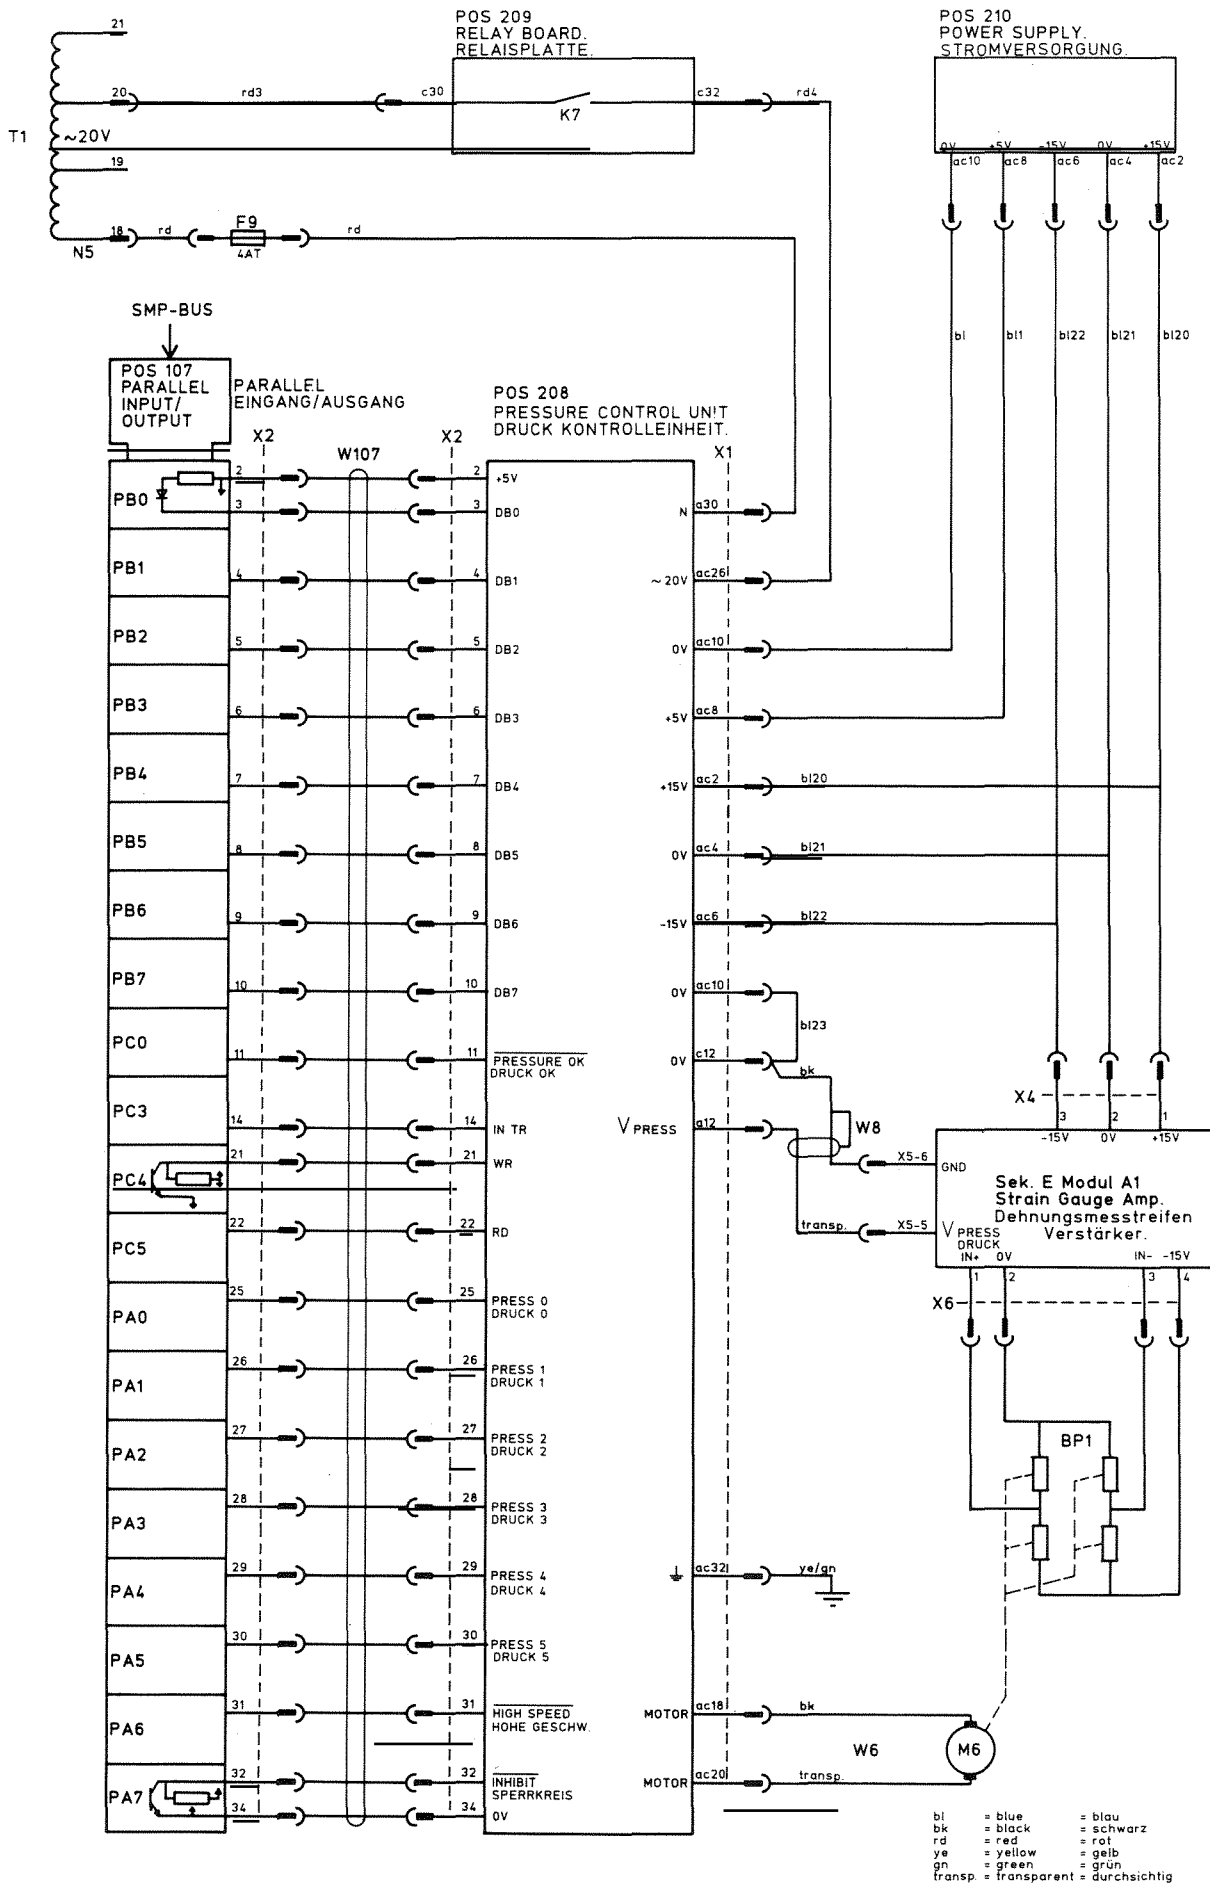 POS 209
RELAY BOARD.
RELAISPLATTE.
POS 210
POWER SUPPLY.
STROMVERSORGUNG.
21
20
rd3
c30
K7
c32
rd4
T1
~20V
19
18
rd
F9
4AT
rd
N5
0V +5V -15V 0V +15V
ac10 ac8 ac6 ac4 ac2
bl bl1 bl22 bl21 bl20
SMP-BUS
POS 107
PARALLEL
INPUT/
OUTPUT
PARALLEL
EINGANG/AUSGANG
POS 208
PRESSURE CONTROL UNIT
DRUCK KONTROLLEINHEIT.
X2
W107
X2
X1
PB0
2 2 +5V
3 3 DB0
N a30
PB1
4 4 DB1
~20V ac26
PB2
5 5 DB2
0V ac10
PB3
6 6 DB3
+5V ac8
PB4
7 7 DB4
+15V ac2 bl20
PB5
8 8 DB5
0V ac4 bl21
PB6
9 9 DB6
-15V ac6 bl22
PB7
10 10 DB7
0V ac10
bl23
PC0
11 11 PRESSURE OK
DRUCK OK
0V c12
bk
PC3
14 14 IN TR
V PRESS a12
W8
X4
3 2 1
-15V 0V +15V
PC4
21 21 WR
X5-6 GND
Sek. E Modul A1
Strain Gauge Amp.
Dehnungsmesstreifen
Verstärker.
PC5
22 22 RD
transp. X5-5
V PRESS
DRUCK
IN+ 0V IN- -15V
1 2 3 4
X6
PA0
25 25 PRESS 0
DRUCK 0
PA1
26 26 PRESS 1
DRUCK 1
PA2
27 27 PRESS 2
DRUCK 2
BP1
PA3
28 28 PRESS 3
DRUCK 3
PA4
29 29 PRESS 4
DRUCK 4
ac32 ye/gn
PA5
30 30 PRESS 5
DRUCK 5
PA6
31 31 HIGH SPEED
HOHE GESCHW.
MOTOR ac18 bk
W6
M6
PA7
32 32 INHIBIT
SPERRKREIS
MOTOR ac20 transp.
34 34 0V
bl = blue = blau
bk = black = schwarz
rd = red = rot
ye = yellow = gelb
gn = green = grün
transp. = transparent = durchsichtig